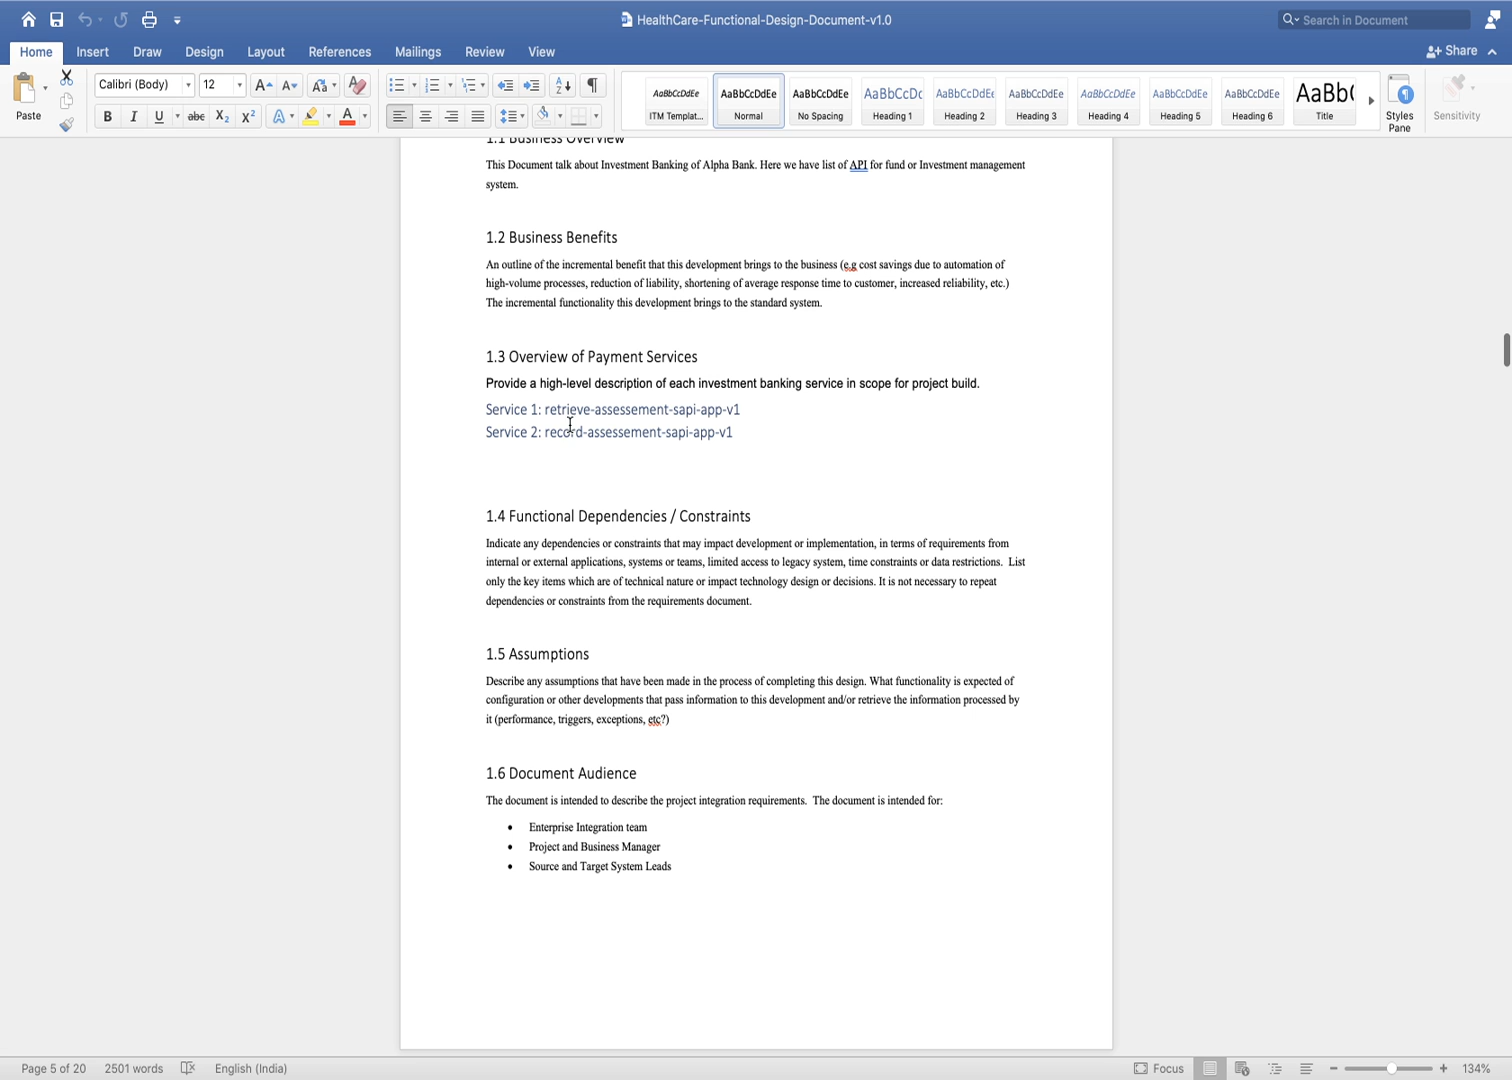 HealthCare-Functional-Design-Document-v1.0
Search in Document
Home Insert Draw Design Layout References Mailings Review View
Share
Paste
Calibri (Body) 12
AaBbCcDdEe AaBbCcDdEe AaBbCcDdEe AaBbCcDc AaBbCcDdEe AaBbCcDdEe AaBbCcDdEe AaBbCcDdEe AaBbCcDdEe AaBb(
ITM Templat... Normal No Spacing Heading 1 Heading 2 Heading 3 Heading 4 Heading 5 Heading 6 Title
Styles
Pane
Sensitivity
1.1 Business Overview
This Document talk about Investment Banking of Alpha Bank. Here we have list of API for fund or Investment management
system.
1.2 Business Benefits
An outline of the incremental benefit that this development brings to the business (e.g cost savings due to automation of
high-volume processes, reduction of liability, shortening of average response time to customer, increased reliability, etc.)
The incremental functionality this development brings to the standard system.
1.3 Overview of Payment Services
Provide a high-level description of each investment banking service in scope for project build.
Service 1: retrieve-assessement-sapi-app-v1
Service 2: record-assessement-sapi-app-v1
1.4 Functional Dependencies / Constraints
Indicate any dependencies or constraints that may impact development or implementation, in terms of requirements from
internal or external applications, systems or teams, limited access to legacy system, time constraints or data restrictions.  List
only the key items which are of technical nature or impact technology design or decisions. It is not necessary to repeat
dependencies or constraints from the requirements document.
1.5 Assumptions
Describe any assumptions that have been made in the process of completing this design. What functionality is expected of
configuration or other developments that pass information to this development and/or retrieve the information processed by
it (performance, triggers, exceptions, etc?)
1.6 Document Audience
The document is intended to describe the project integration requirements.  The document is intended for:
• Enterprise Integration team
• Project and Business Manager
• Source and Target System Leads
Page 5 of 20 2501 words English (India) Focus 134%